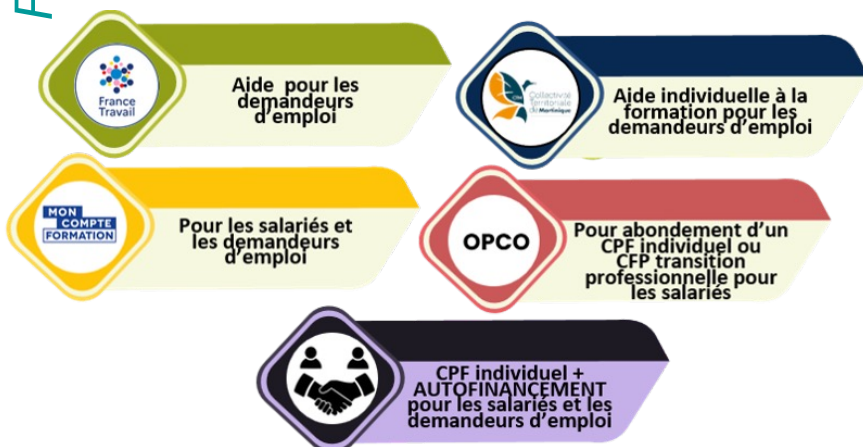 France
Travail
Aide pour les
demandeurs
d'emploi
Collectivité
Territoriale
de Martinique
Aide individuelle à la
formation pour les
demandeurs d'emploi
MON
COMPTE
FORMATION
Pour les salariés et
les demandeurs
d'emploi
OPCO
Pour abondement d'un
CPF individuel ou
CFP transition
professionnelle pour
les salariés
CPF individuel +
AUTOFINANCEMENT
pour les salariés et les
demandeurs d'emploi